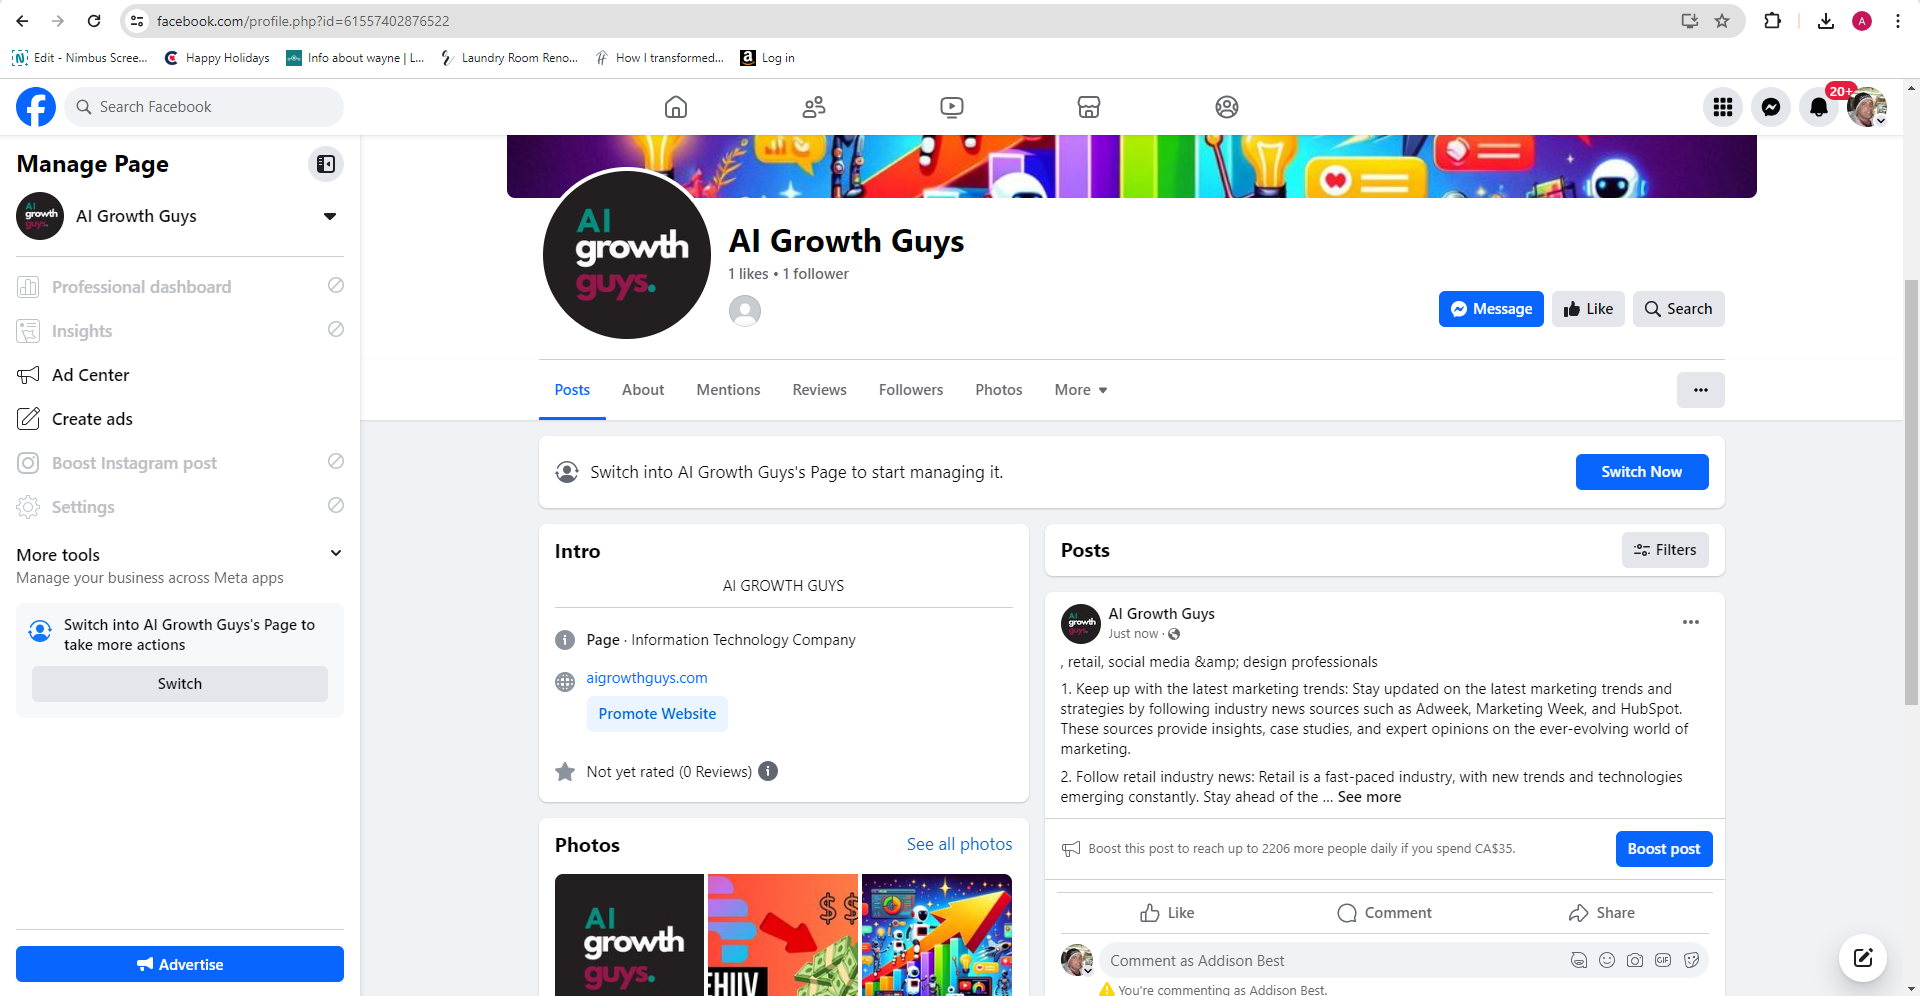 facebook.com/profile.php?id=61557402876522
A
Edit - Nimbus Scree...
Happy Holidays
Info about wayne | L...
Laundry Room Reno...
How I transformed...
Log in
Search Facebook
20+
Manage Page
AI Growth Guys
Professional dashboard
Insights
Ad Center
Create ads
Boost Instagram post
Settings
More tools
Manage your business across Meta apps
Switch into AI Growth Guys's Page to
take more actions
Switch
Advertise
AI
growth
guys.
AI Growth Guys
1 likes • 1 follower
Message
Like
Search
Posts
About
Mentions
Reviews
Followers
Photos
More
Switch into AI Growth Guys's Page to start managing it.
Switch Now
Intro
AI GROWTH GUYS
Page · Information Technology Company
aigrowthguys.com
Promote Website
Not yet rated (0 Reviews)
Photos
See all photos
AI
growth
guys.
$ $
EHIIV
Posts
Filters
AI Growth Guys
Just now ·
, retail, social media &amp; design professionals
1. Keep up with the latest marketing trends: Stay updated on the latest marketing trends and
strategies by following industry news sources such as Adweek, Marketing Week, and HubSpot.
These sources provide insights, case studies, and expert opinions on the ever-evolving world of
marketing.
2. Follow retail industry news: Retail is a fast-paced industry, with new trends and technologies
emerging constantly. Stay ahead of the ... See more
Boost this post to reach up to 2206 more people daily if you spend CA$35.
Boost post
Like
Comment
Share
Comment as Addison Best
GIF
You're commenting as Addison Best.